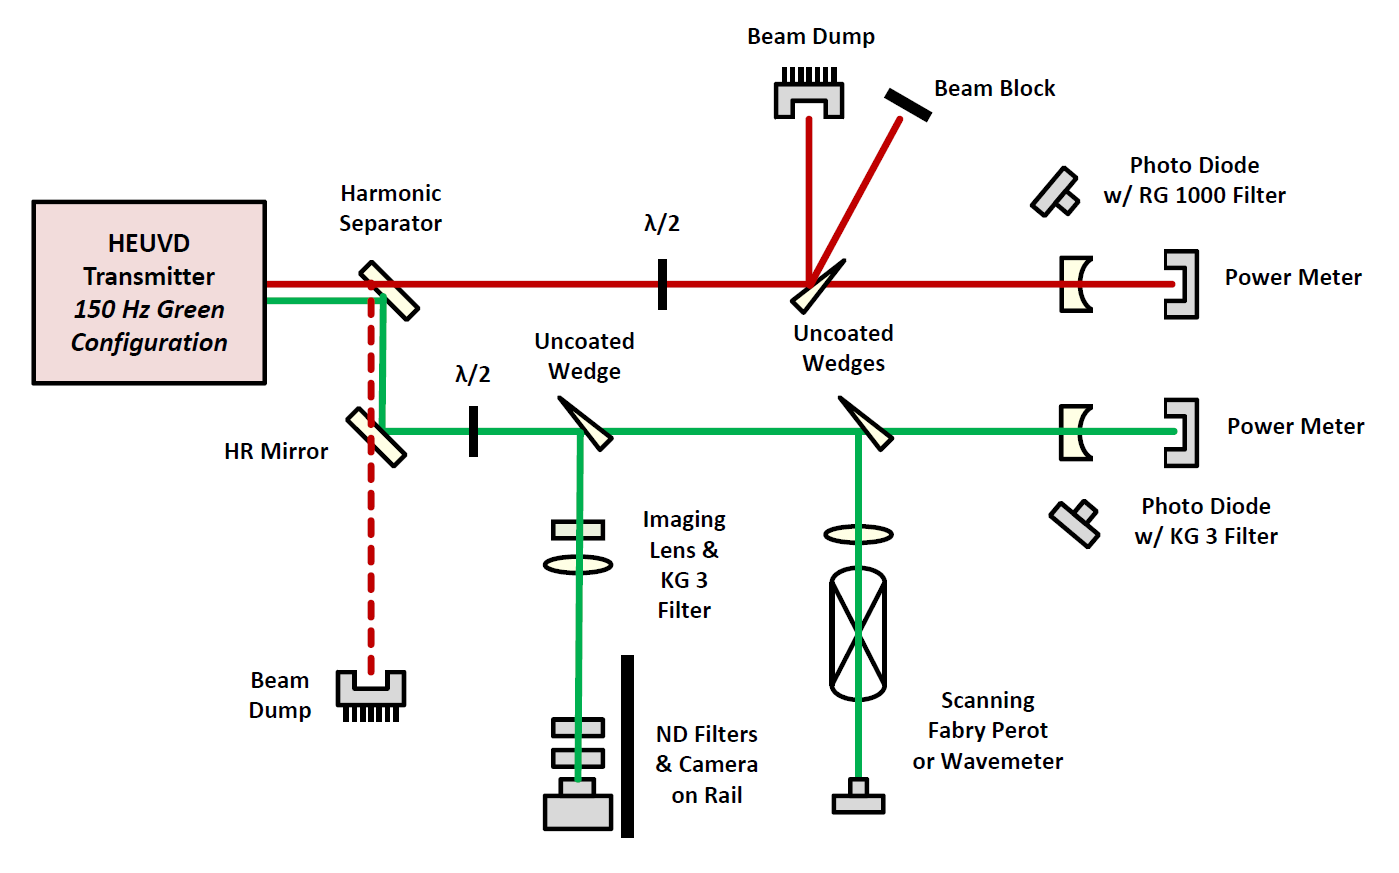 Beam Dump
Beam Block
Photo Diode
w/ RG 1000 Filter
Harmonic
Separator
λ/2
HEUVD
Transmitter
150 Hz Green
Configuration
Power Meter
Uncoated
Wedges
Uncoated
Wedge
λ/2
HR Mirror
Power Meter
Photo Diode
w/ KG 3 Filter
Imaging
Lens &
KG 3
Filter
Beam
Dump
ND Filters
& Camera
on Rail
Scanning
Fabry Perot
or Wavemeter